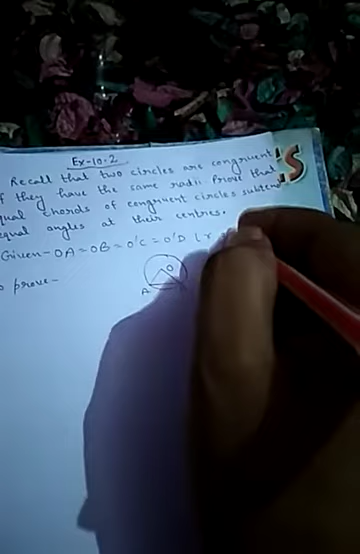 Ex-10.2
Recall that two circles are congruent
if they have the same radii. Prove that
equal chords of congruent circles subtend
equal angles at their centres.
Given - OA = OB = O'C = O'D [r
To prove -
O
A
S